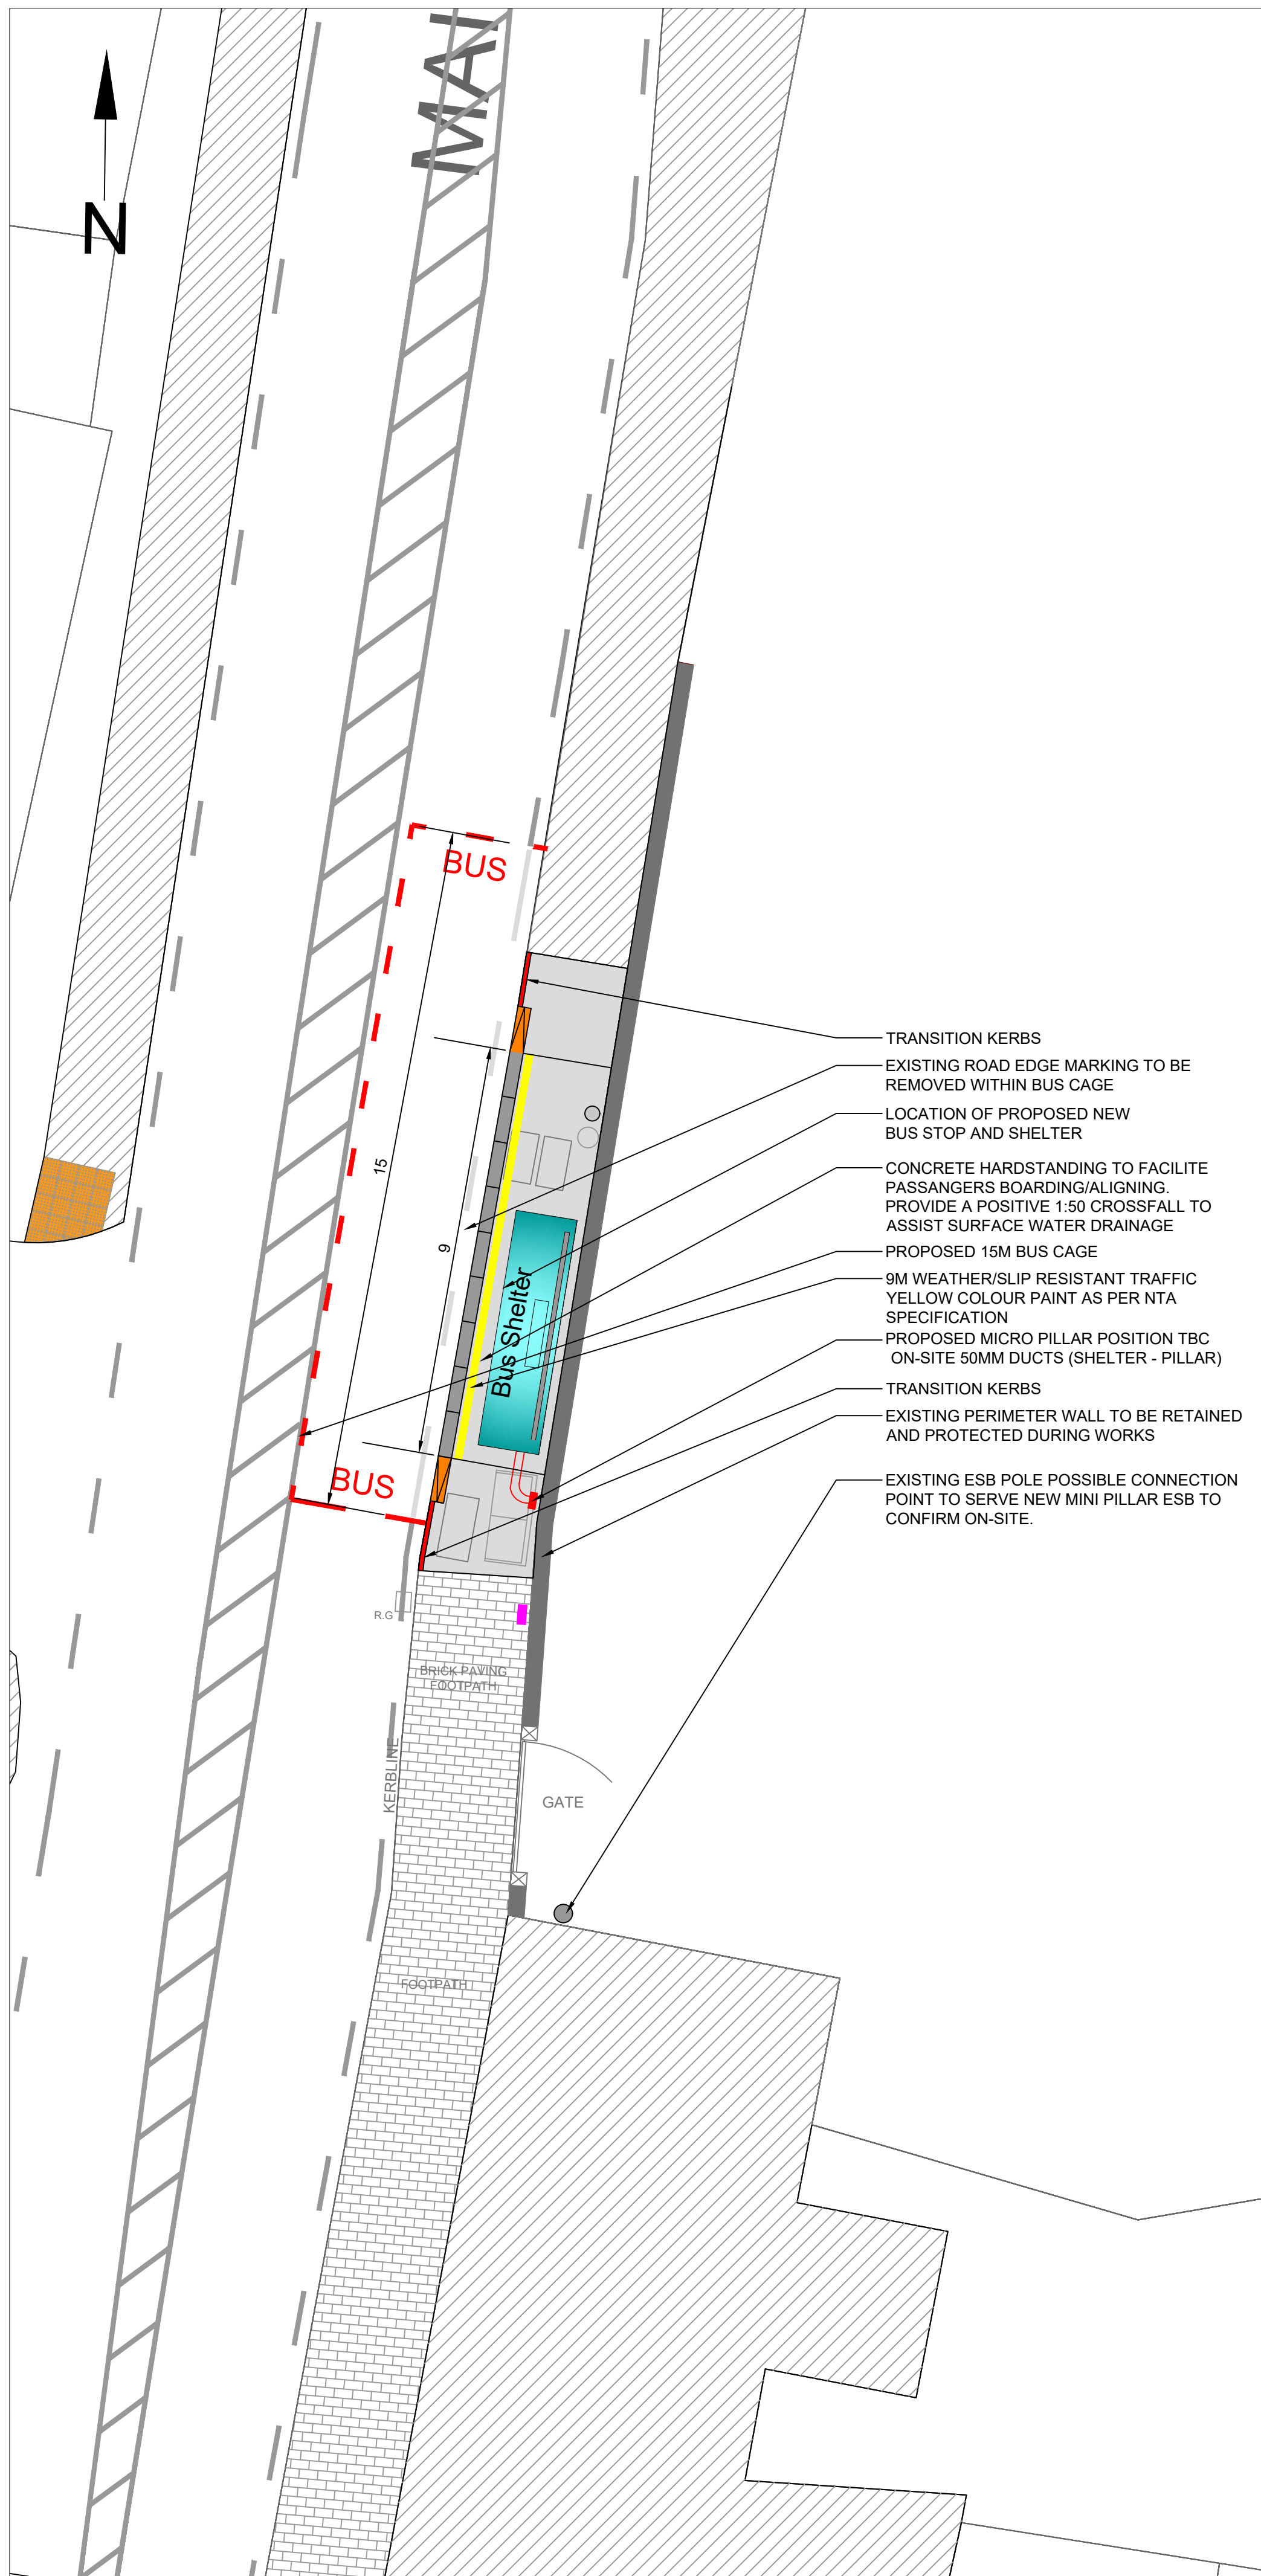 MAI
N
BUS
15
9
Bus Shelter
BUS
TRANSITION KERBS
EXISTING ROAD EDGE MARKING TO BE
REMOVED WITHIN BUS CAGE
LOCATION OF PROPOSED NEW
BUS STOP AND SHELTER
CONCRETE HARDSTANDING TO FACILITE
PASSANGERS BOARDING/ALIGNING.
PROVIDE A POSITIVE 1:50 CROSSFALL TO
ASSIST SURFACE WATER DRAINAGE
PROPOSED 15M BUS CAGE
9M WEATHER/SLIP RESISTANT TRAFFIC
YELLOW COLOUR PAINT AS PER NTA
SPECIFICATION
PROPOSED MICRO PILLAR POSITION TBC
ON-SITE 50MM DUCTS (SHELTER - PILLAR)
TRANSITION KERBS
EXISTING PERIMETER WALL TO BE RETAINED
AND PROTECTED DURING WORKS
EXISTING ESB POLE POSSIBLE CONNECTION
POINT TO SERVE NEW MINI PILLAR ESB TO
CONFIRM ON-SITE.
R.G
BRICK PAVING
FOOTPATH
KERBLINE
GATE
FOOTPATH